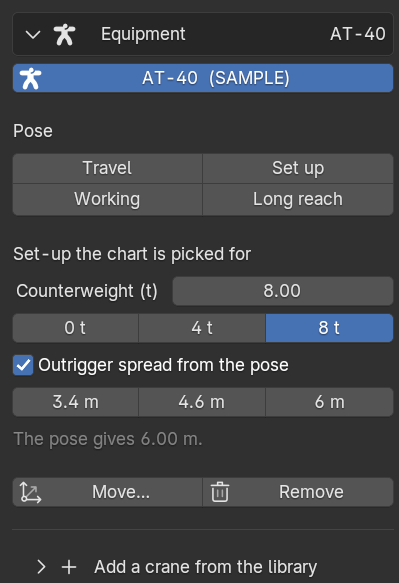 Equipment AT-40
AT-40 (SAMPLE)
Pose
Travel Set up
Working Long reach
Set-up the chart is picked for
Counterweight (t) 8.00
0 t 4 t 8 t
Outrigger spread from the pose
3.4 m 4.6 m 6 m
The pose gives 6.00 m.
Move... Remove
Add a crane from the library